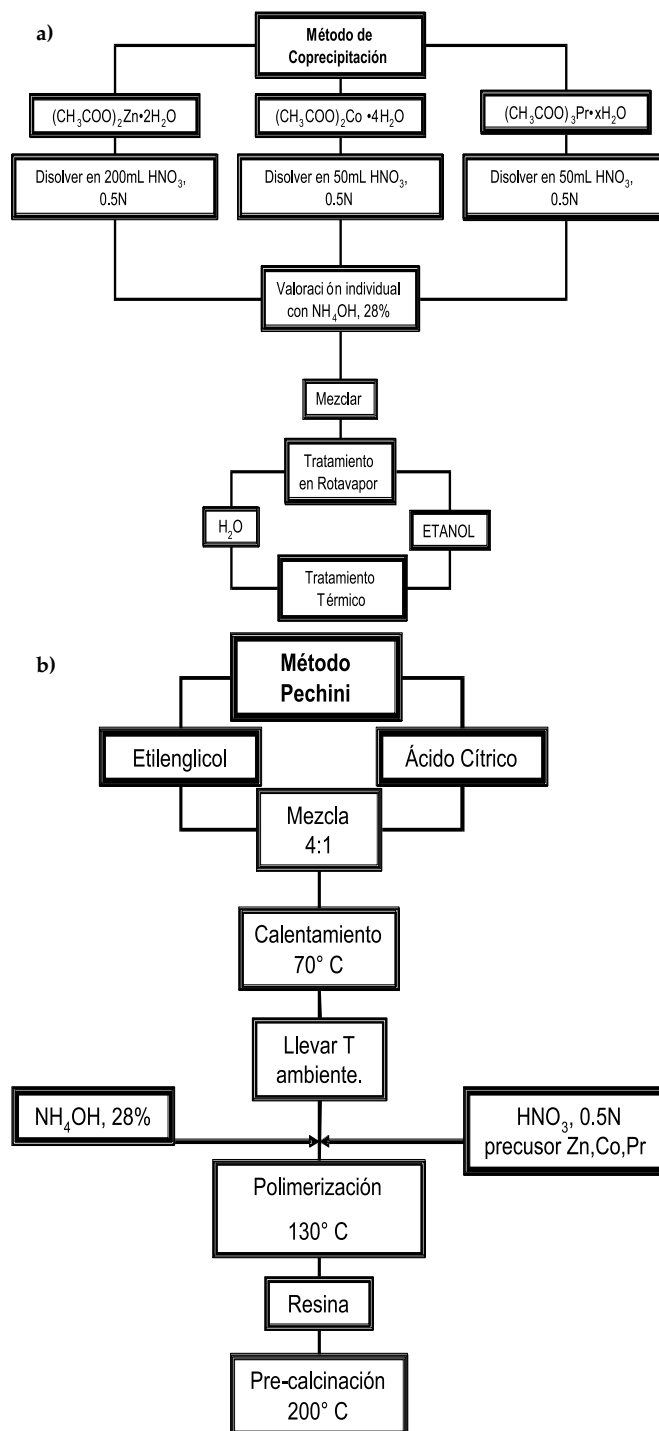 a)
Método de
Coprecipitación
(CH₃COO)₂Zn•2H₂O
(CH₃COO)₂Co •4H₂O
(CH₃COO)₃Pr•xH₂O
Disolver en 200mL HNO₃,
0.5N
Disolver en 50mL HNO₃,
0.5N
Disolver en 50mL HNO₃,
0.5N
Valoraci ón individual
con NH₄OH, 28%
Mezclar
Tratamiento
en Rotavapor
H₂O
ETANOL
Tratamiento
Térmico
b)
Método
Pechini
Etilenglicol
Ácido Cítrico
Mezcla
4:1
Calentamiento
70° C
Llevar T
ambiente.
NH₄OH, 28%
HNO₃, 0.5N
precusor Zn,Co,Pr
Polimerización
130° C
Resina
Pre-calcinación
200° C